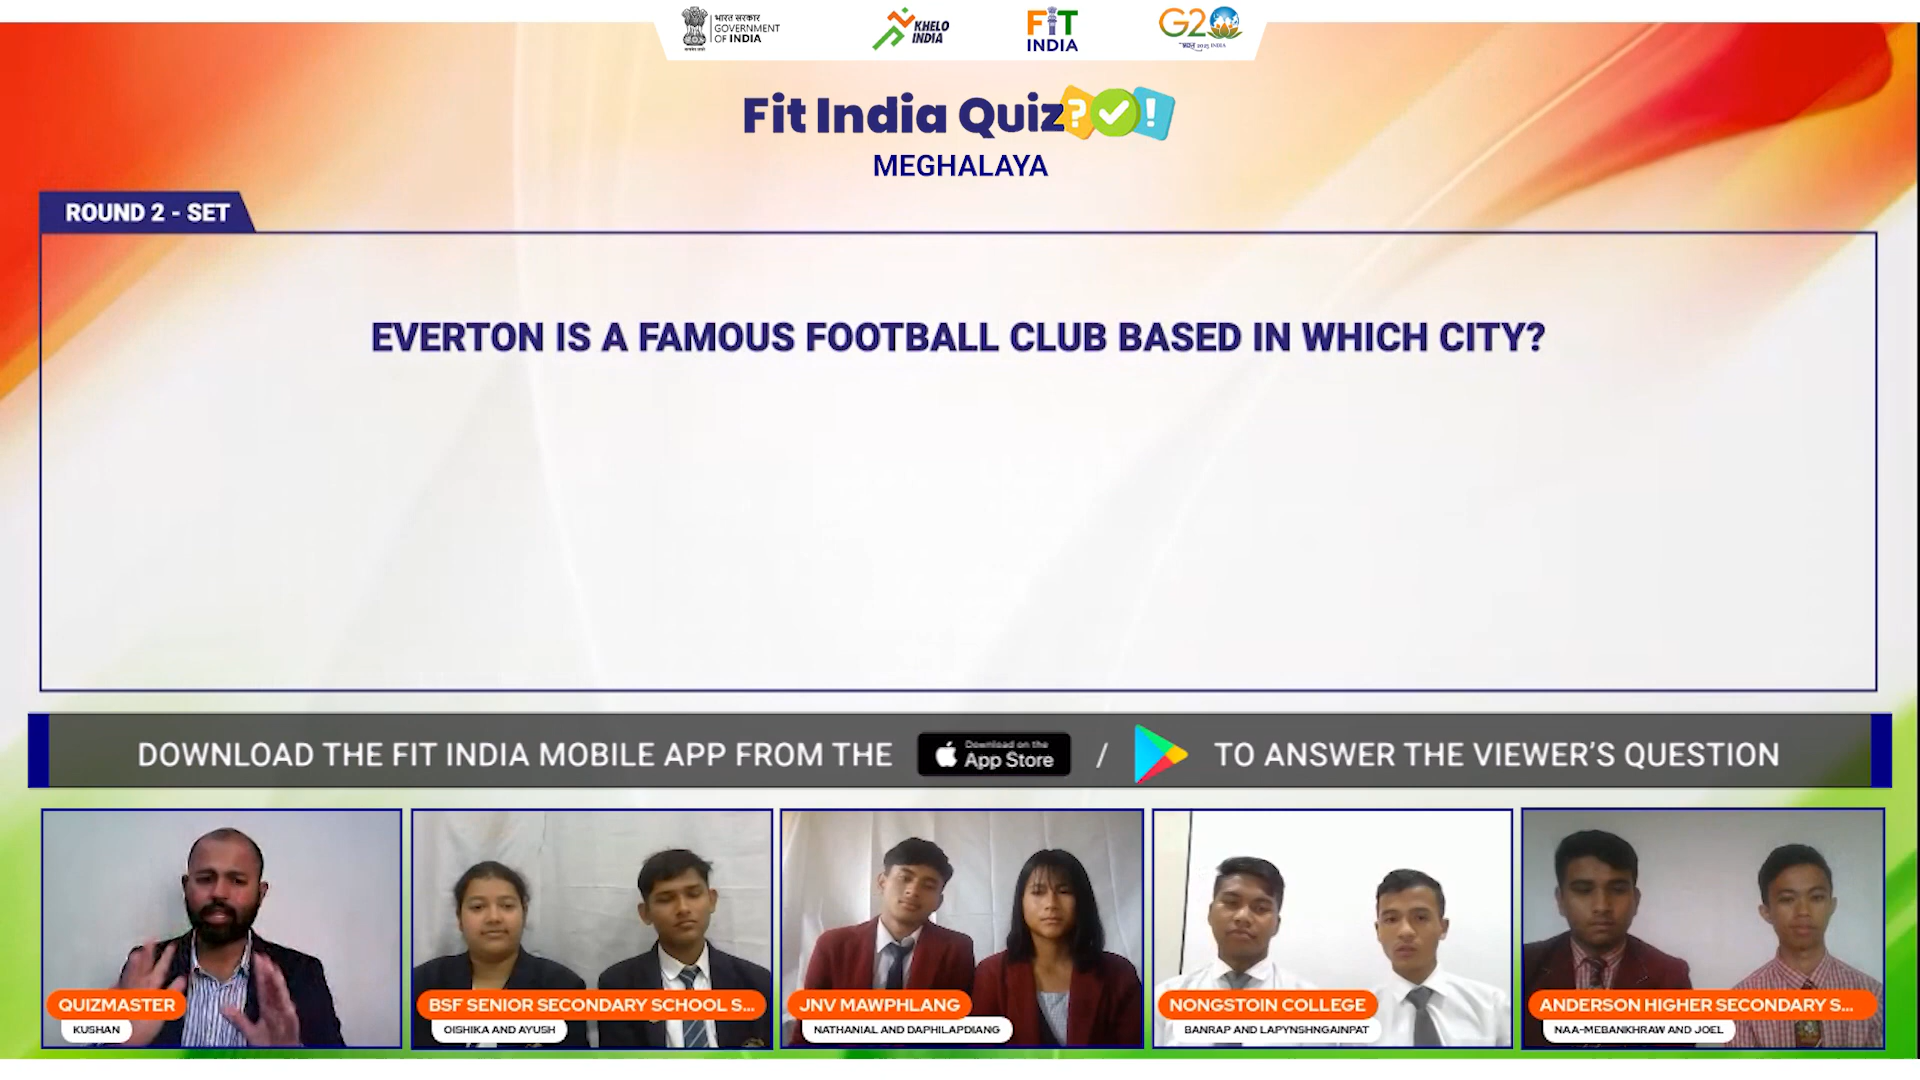 भारत सरकार
GOVERNMENT
OF INDIA
KHELO
INDIA
FIT
INDIA
G20
भारत 2023 INDIA
Fit India Quiz?!
MEGHALAYA
ROUND 2 - SET
EVERTON IS A FAMOUS FOOTBALL CLUB BASED IN WHICH CITY?
DOWNLOAD THE FIT INDIA MOBILE APP FROM THE Download on the App Store / TO ANSWER THE VIEWER'S QUESTION
QUIZMASTER
KUSHAN
BSF SENIOR SECONDARY SCHOOL S...
OISHIKA AND AYUSH
JNV MAWPHLANG
NATHANIAL AND DAPHILAPDIANG
NONGSTOIN COLLEGE
BANRAP AND LAPYNSHNGAINPAT
ANDERSON HIGHER SECONDARY S...
NAA-MEBANKHRAW AND JOEL